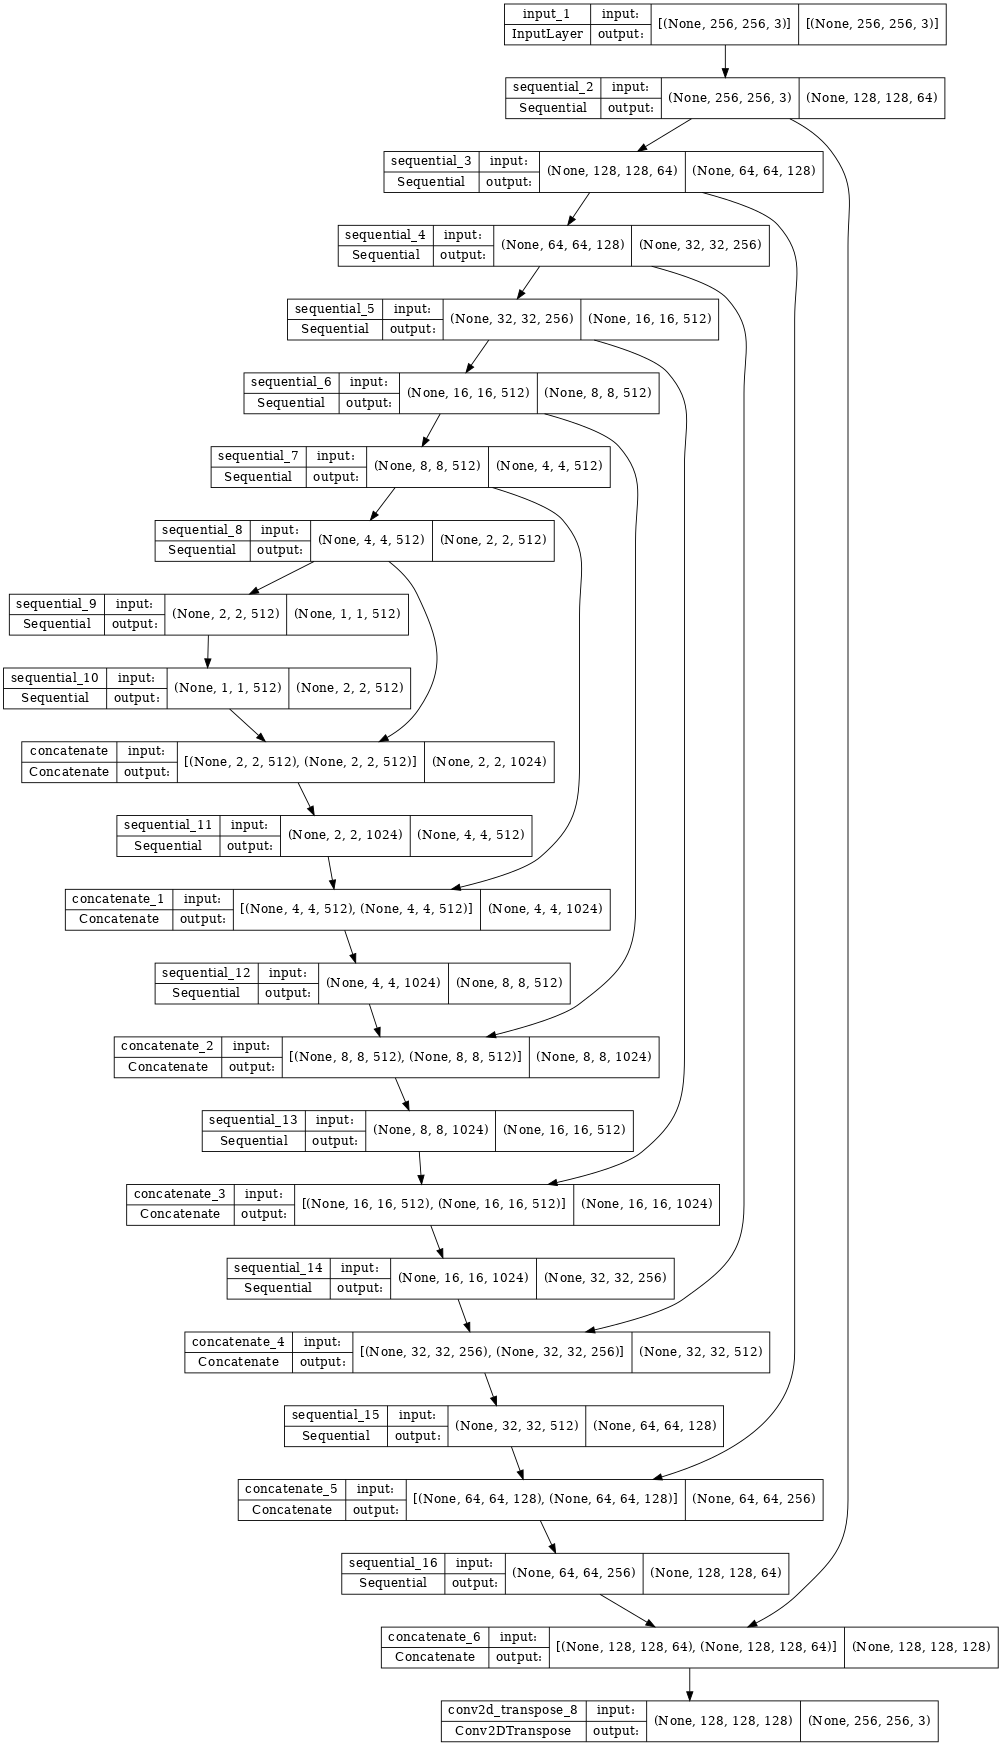 input_1 input: [(None, 256, 256, 3)] [(None, 256, 256, 3)]
InputLayer output:
sequential_2 input: (None, 256, 256, 3) (None, 128, 128, 64)
Sequential output:
sequential_3 input: (None, 128, 128, 64) (None, 64, 64, 128)
Sequential output:
sequential_4 input: (None, 64, 64, 128) (None, 32, 32, 256)
Sequential output:
sequential_5 input: (None, 32, 32, 256) (None, 16, 16, 512)
Sequential output:
sequential_6 input: (None, 16, 16, 512) (None, 8, 8, 512)
Sequential output:
sequential_7 input: (None, 8, 8, 512) (None, 4, 4, 512)
Sequential output:
sequential_8 input: (None, 4, 4, 512) (None, 2, 2, 512)
Sequential output:
sequential_9 input: (None, 2, 2, 512) (None, 1, 1, 512)
Sequential output:
sequential_10 input: (None, 1, 1, 512) (None, 2, 2, 512)
Sequential output:
concatenate input: [(None, 2, 2, 512), (None, 2, 2, 512)] (None, 2, 2, 1024)
Concatenate output:
sequential_11 input: (None, 2, 2, 1024) (None, 4, 4, 512)
Sequential output:
concatenate_1 input: [(None, 4, 4, 512), (None, 4, 4, 512)] (None, 4, 4, 1024)
Concatenate output:
sequential_12 input: (None, 4, 4, 1024) (None, 8, 8, 512)
Sequential output:
concatenate_2 input: [(None, 8, 8, 512), (None, 8, 8, 512)] (None, 8, 8, 1024)
Concatenate output:
sequential_13 input: (None, 8, 8, 1024) (None, 16, 16, 512)
Sequential output:
concatenate_3 input: [(None, 16, 16, 512), (None, 16, 16, 512)] (None, 16, 16, 1024)
Concatenate output:
sequential_14 input: (None, 16, 16, 1024) (None, 32, 32, 256)
Sequential output:
concatenate_4 input: [(None, 32, 32, 256), (None, 32, 32, 256)] (None, 32, 32, 512)
Concatenate output:
sequential_15 input: (None, 32, 32, 512) (None, 64, 64, 128)
Sequential output:
concatenate_5 input: [(None, 64, 64, 128), (None, 64, 64, 128)] (None, 64, 64, 256)
Concatenate output:
sequential_16 input: (None, 64, 64, 256) (None, 128, 128, 64)
Sequential output:
concatenate_6 input: [(None, 128, 128, 64), (None, 128, 128, 64)] (None, 128, 128, 128)
Concatenate output:
conv2d_transpose_8 input: (None, 128, 128, 128) (None, 256, 256, 3)
Conv2DTranspose output: